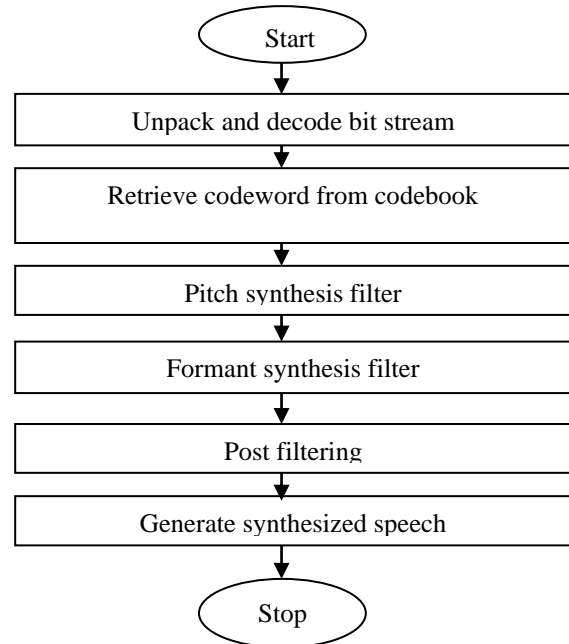 Start
Unpack and decode bit stream
Retrieve codeword from codebook
Pitch synthesis filter
Formant synthesis filter
Post filtering
Generate synthesized speech
Stop